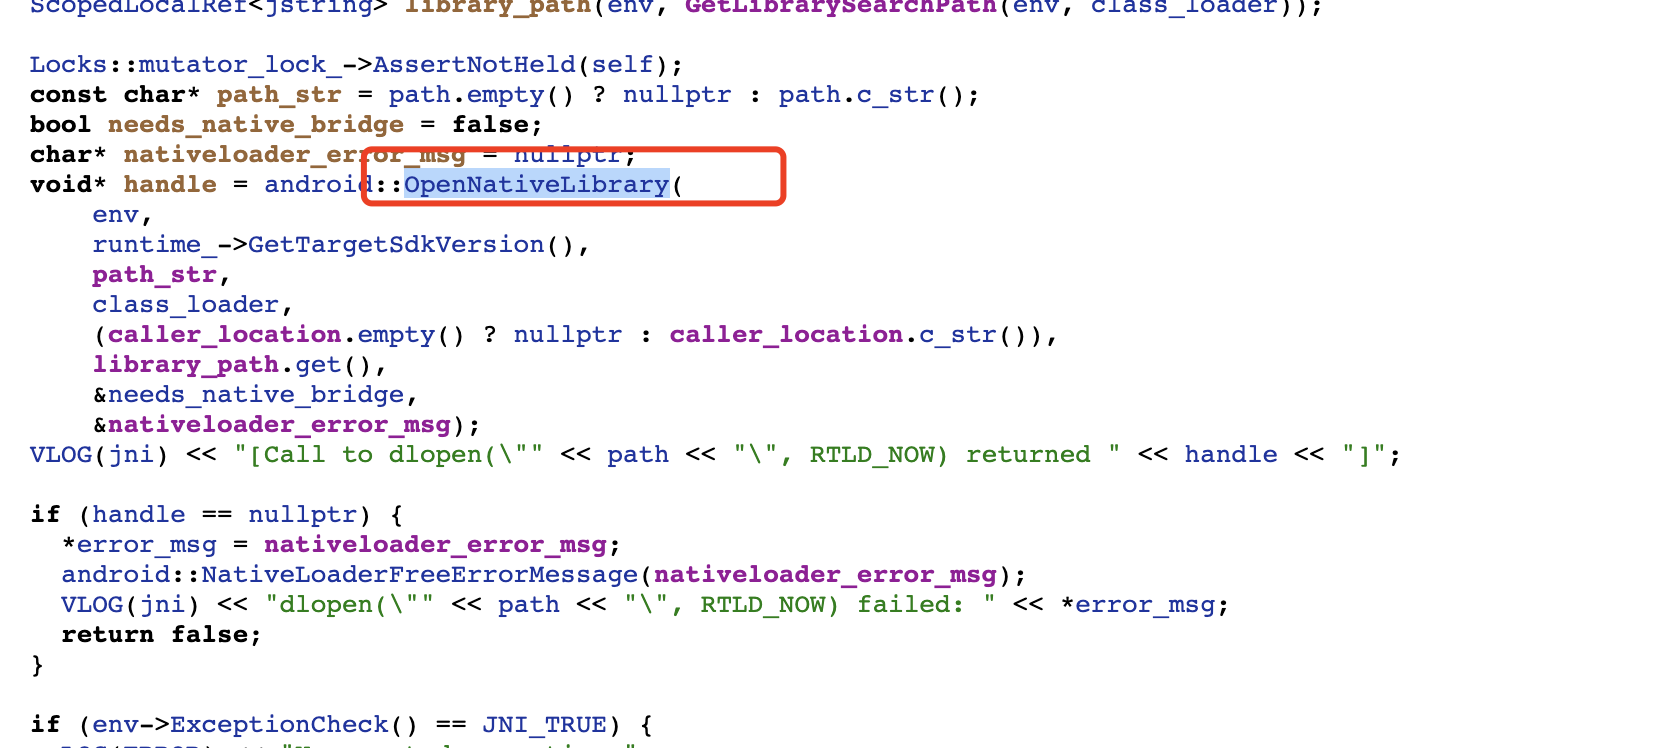 ScopedLocalRef<jstring> library_path(env, GetLibrarySearchPath(env, class_loader));
Locks::mutator_lock_->AssertNotHeld(self);
const char* path_str = path.empty() ? nullptr : path.c_str();
bool needs_native_bridge = false;
char* nativeloader_error_msg = nullptr;
void* handle = android::OpenNativeLibrary(
    env,
    runtime_->GetTargetSdkVersion(),
    path_str,
    class_loader,
    (caller_location.empty() ? nullptr : caller_location.c_str()),
    library_path.get(),
    &needs_native_bridge,
    &nativeloader_error_msg);
VLOG(jni) << "[Call to dlopen(\"" << path << "\", RTLD_NOW) returned " << handle << "]";
if (handle == nullptr) {
  *error_msg = nativeloader_error_msg;
  android::NativeLoaderFreeErrorMessage(nativeloader_error_msg);
  VLOG(jni) << "dlopen(\"" << path << "\", RTLD_NOW) failed: " << *error_msg;
  return false;
}
if (env->ExceptionCheck() == JNI_TRUE) {